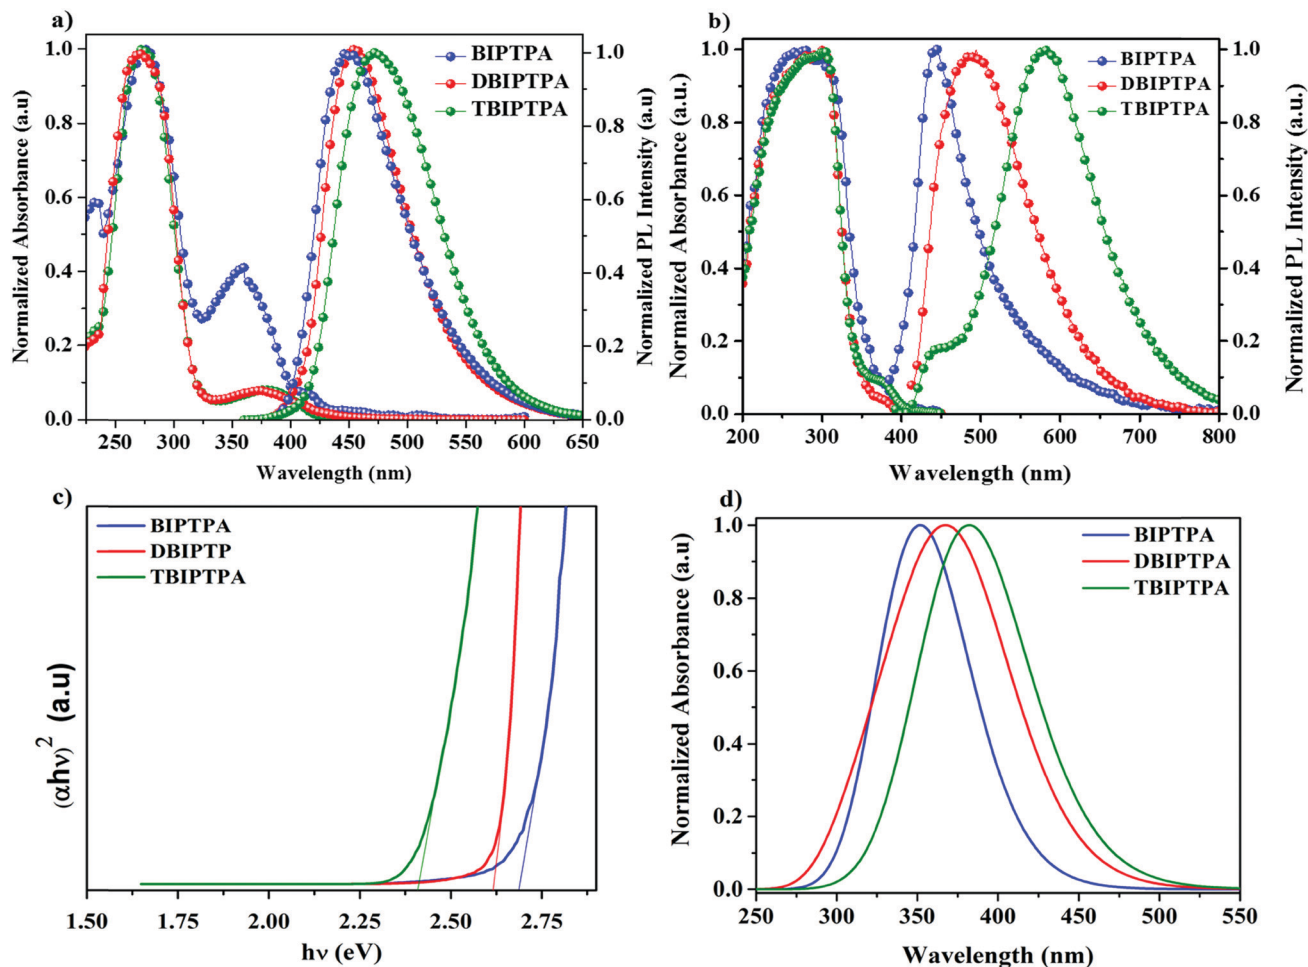 a)
BIPTPA
DBIPTPA
TBIPTPA
1.0
0.8
0.6
0.4
0.2
0.0
Normalized Absorbance (a.u)
1.0
0.8
0.6
0.4
0.2
0.0
Normalized PL Intensity (a.u)
250 300 350 400 450 500 550 600 650
Wavelength (nm)
b)
BIPTPA
DBIPTPA
TBIPTPA
1.0
0.8
0.6
0.4
0.2
0.0
Normalized Absorbance (a.u.)
1.0
0.8
0.6
0.4
0.2
0.0
Normalized PL Intensity (a.u.)
200 300 400 500 600 700 800
Wavelength (nm)
c)
BIPTPA
DBIPTP
TBIPTPA
(αhν)² (a.u)
1.50 1.75 2.00 2.25 2.50 2.75
hν (eV)
d)
BIPTPA
DBIPTPA
TBIPTPA
1.0
0.8
0.6
0.4
0.2
0.0
Normalized Absorbance (a.u)
250 300 350 400 450 500 550
Wavelength (nm)